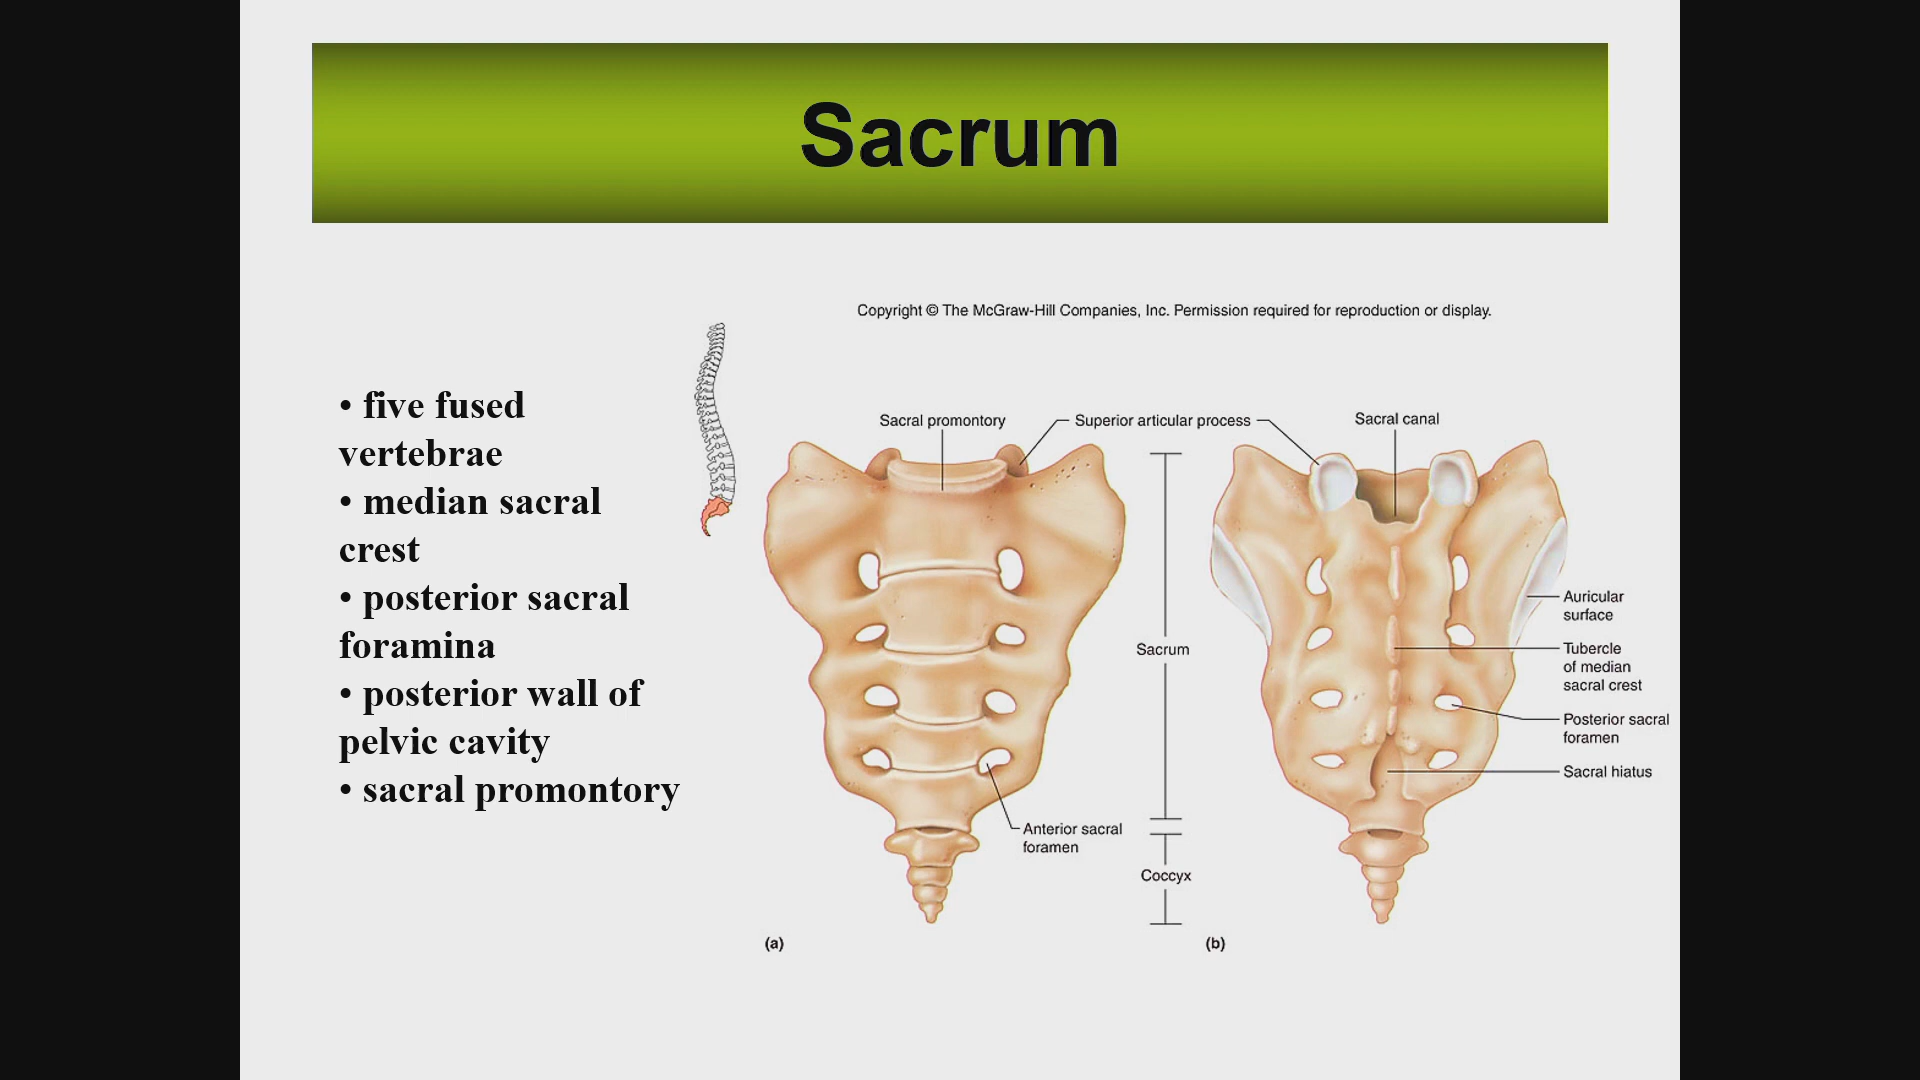 Sacrum
Copyright © The McGraw-Hill Companies, Inc. Permission required for reproduction or display.
• five fused
vertebrae
• median sacral
crest
• posterior sacral
foramina
• posterior wall of
pelvic cavity
• sacral promontory
Sacral promontory
Superior articular process
Sacral canal
Sacrum
Auricular
surface
Tubercle
of median
sacral crest
Posterior sacral
foramen
Sacral hiatus
Anterior sacral
foramen
Coccyx
(a)
(b)